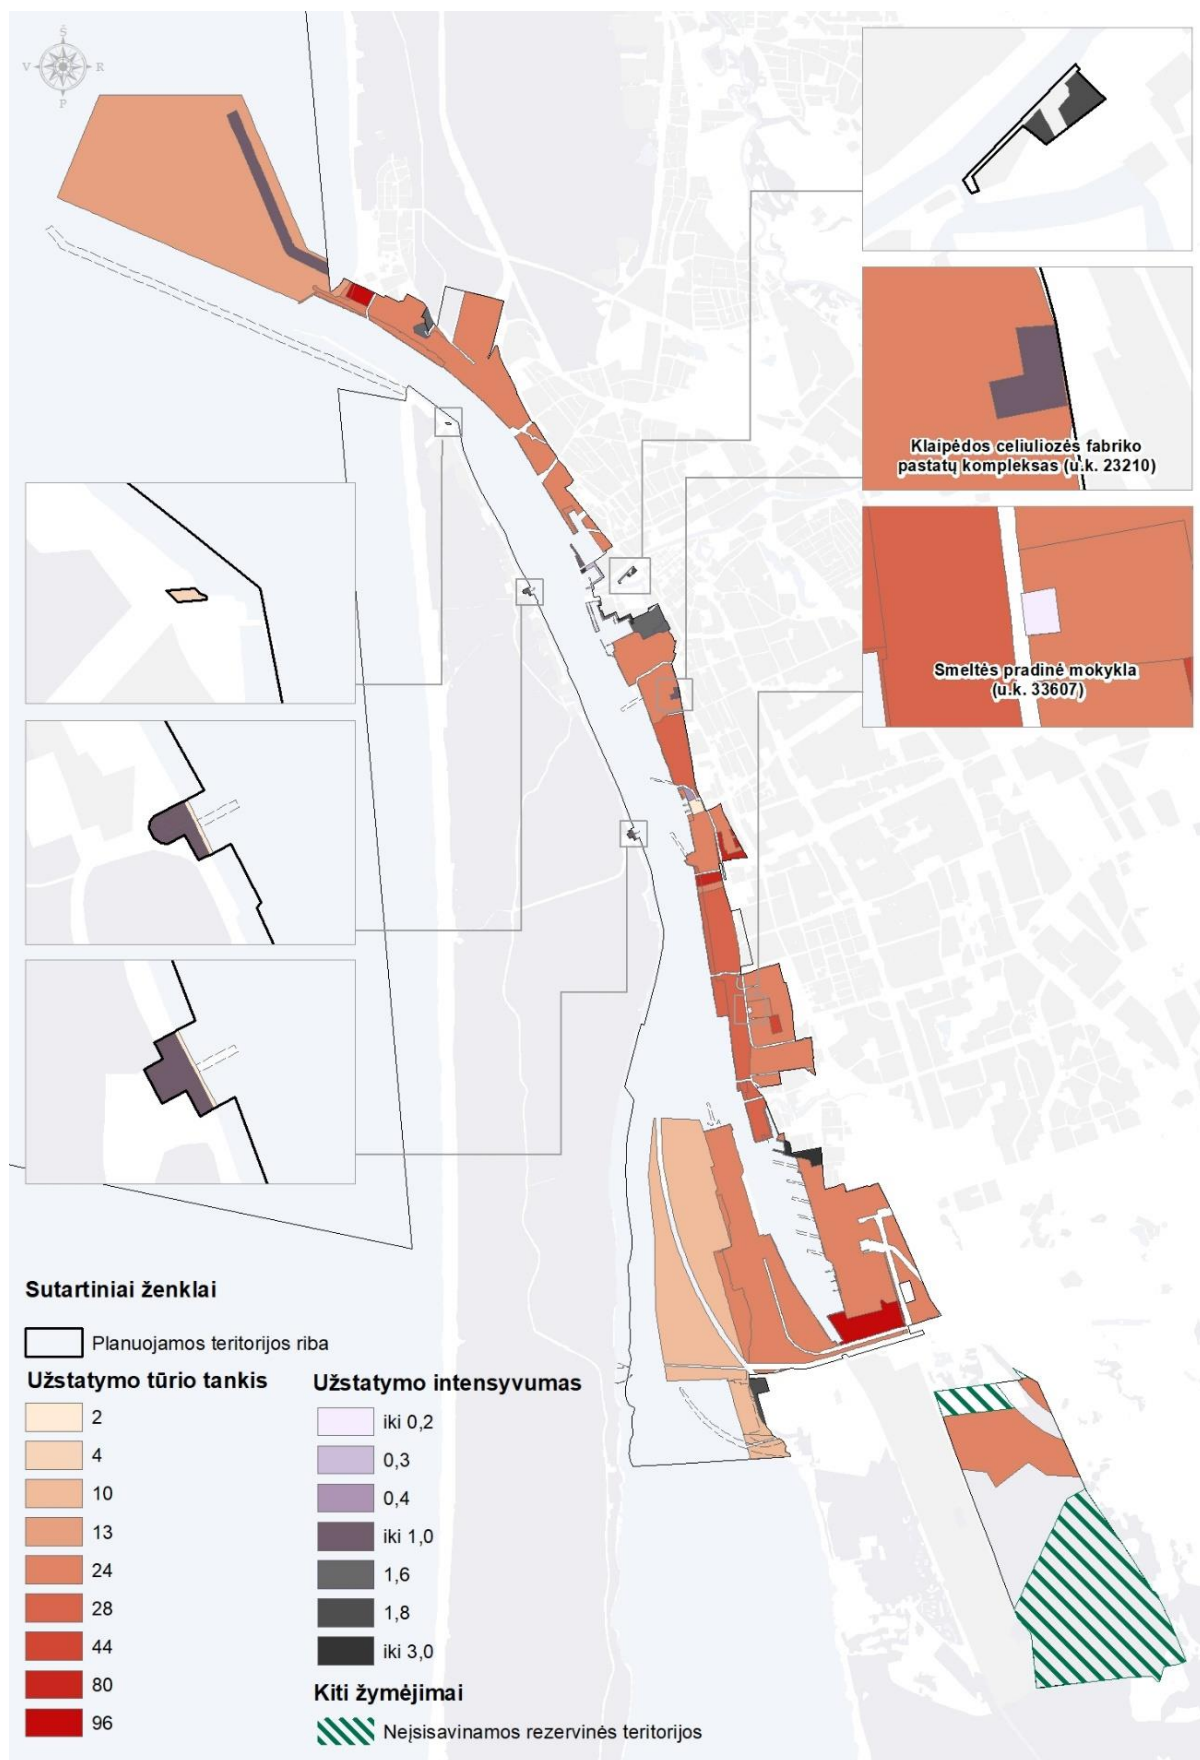 Š
V R
P
Klaipėdos celiuliozės fabriko
pastatų kompleksas (u.k. 23210)
Smeltės pradinė mokykla
(u.k. 33607)
Sutartiniai ženklai
Planuojamos teritorijos riba
Užstatymo tūrio tankis
2
4
10
13
24
28
44
80
96
Užstatymo intensyvumas
iki 0,2
0,3
0,4
iki 1,0
1,6
1,8
iki 3,0
Kiti žymėjimai
Neįsisavinamos rezervinės teritorijos